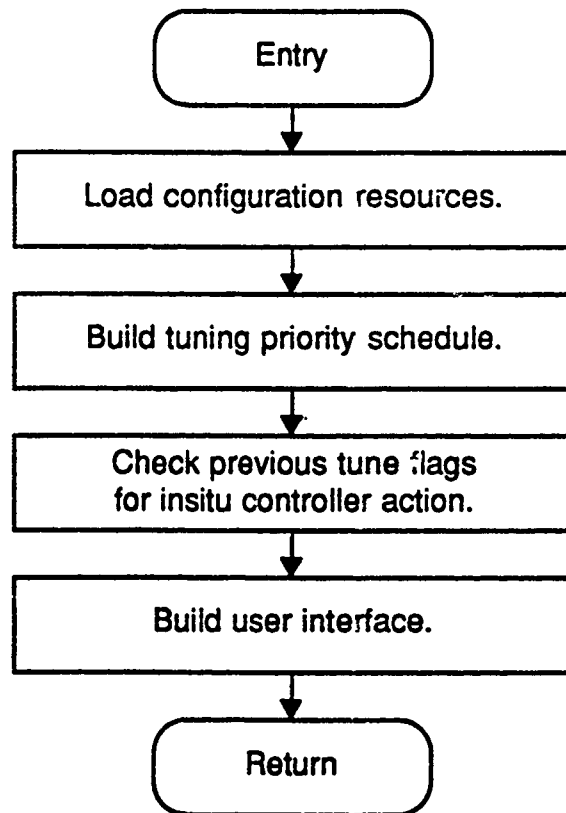 Entry
Load configuration resources.
Build tuning priority schedule.
Check previous tune flags
for insitu controller action.
Build user interface.
Return